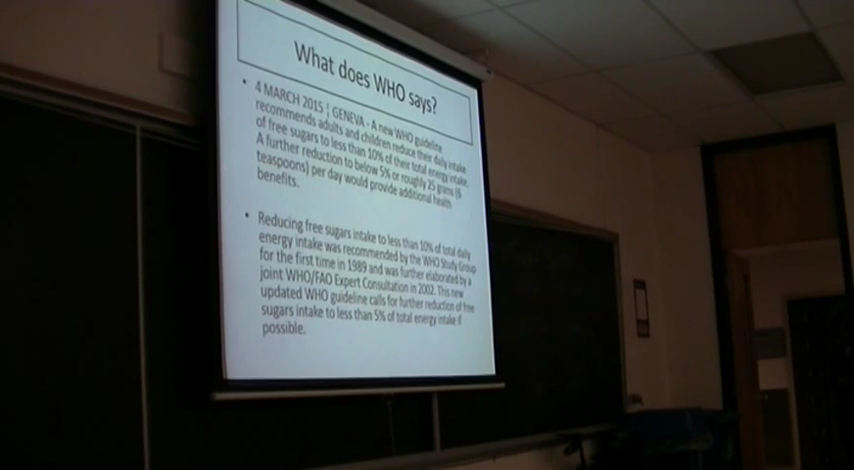 What does WHO says?
• 4 MARCH 2015 ¦ GENEVA - A new WHO guideline
recommends adults and children reduce their daily intake
of free sugars to less than 10% of their total energy intake.
A further reduction to below 5% or roughly 25 grams (6
teaspoons) per day would provide additional health
benefits.
• Reducing free sugars intake to less than 10% of total daily
energy intake was recommended by the WHO Study Group
for the first time in 1989 and was further elaborated by a
joint WHO/FAO Expert Consultation in 2002. This new
updated WHO guideline calls for further reduction of free
sugars intake to less than 5% of total energy intake if
possible.